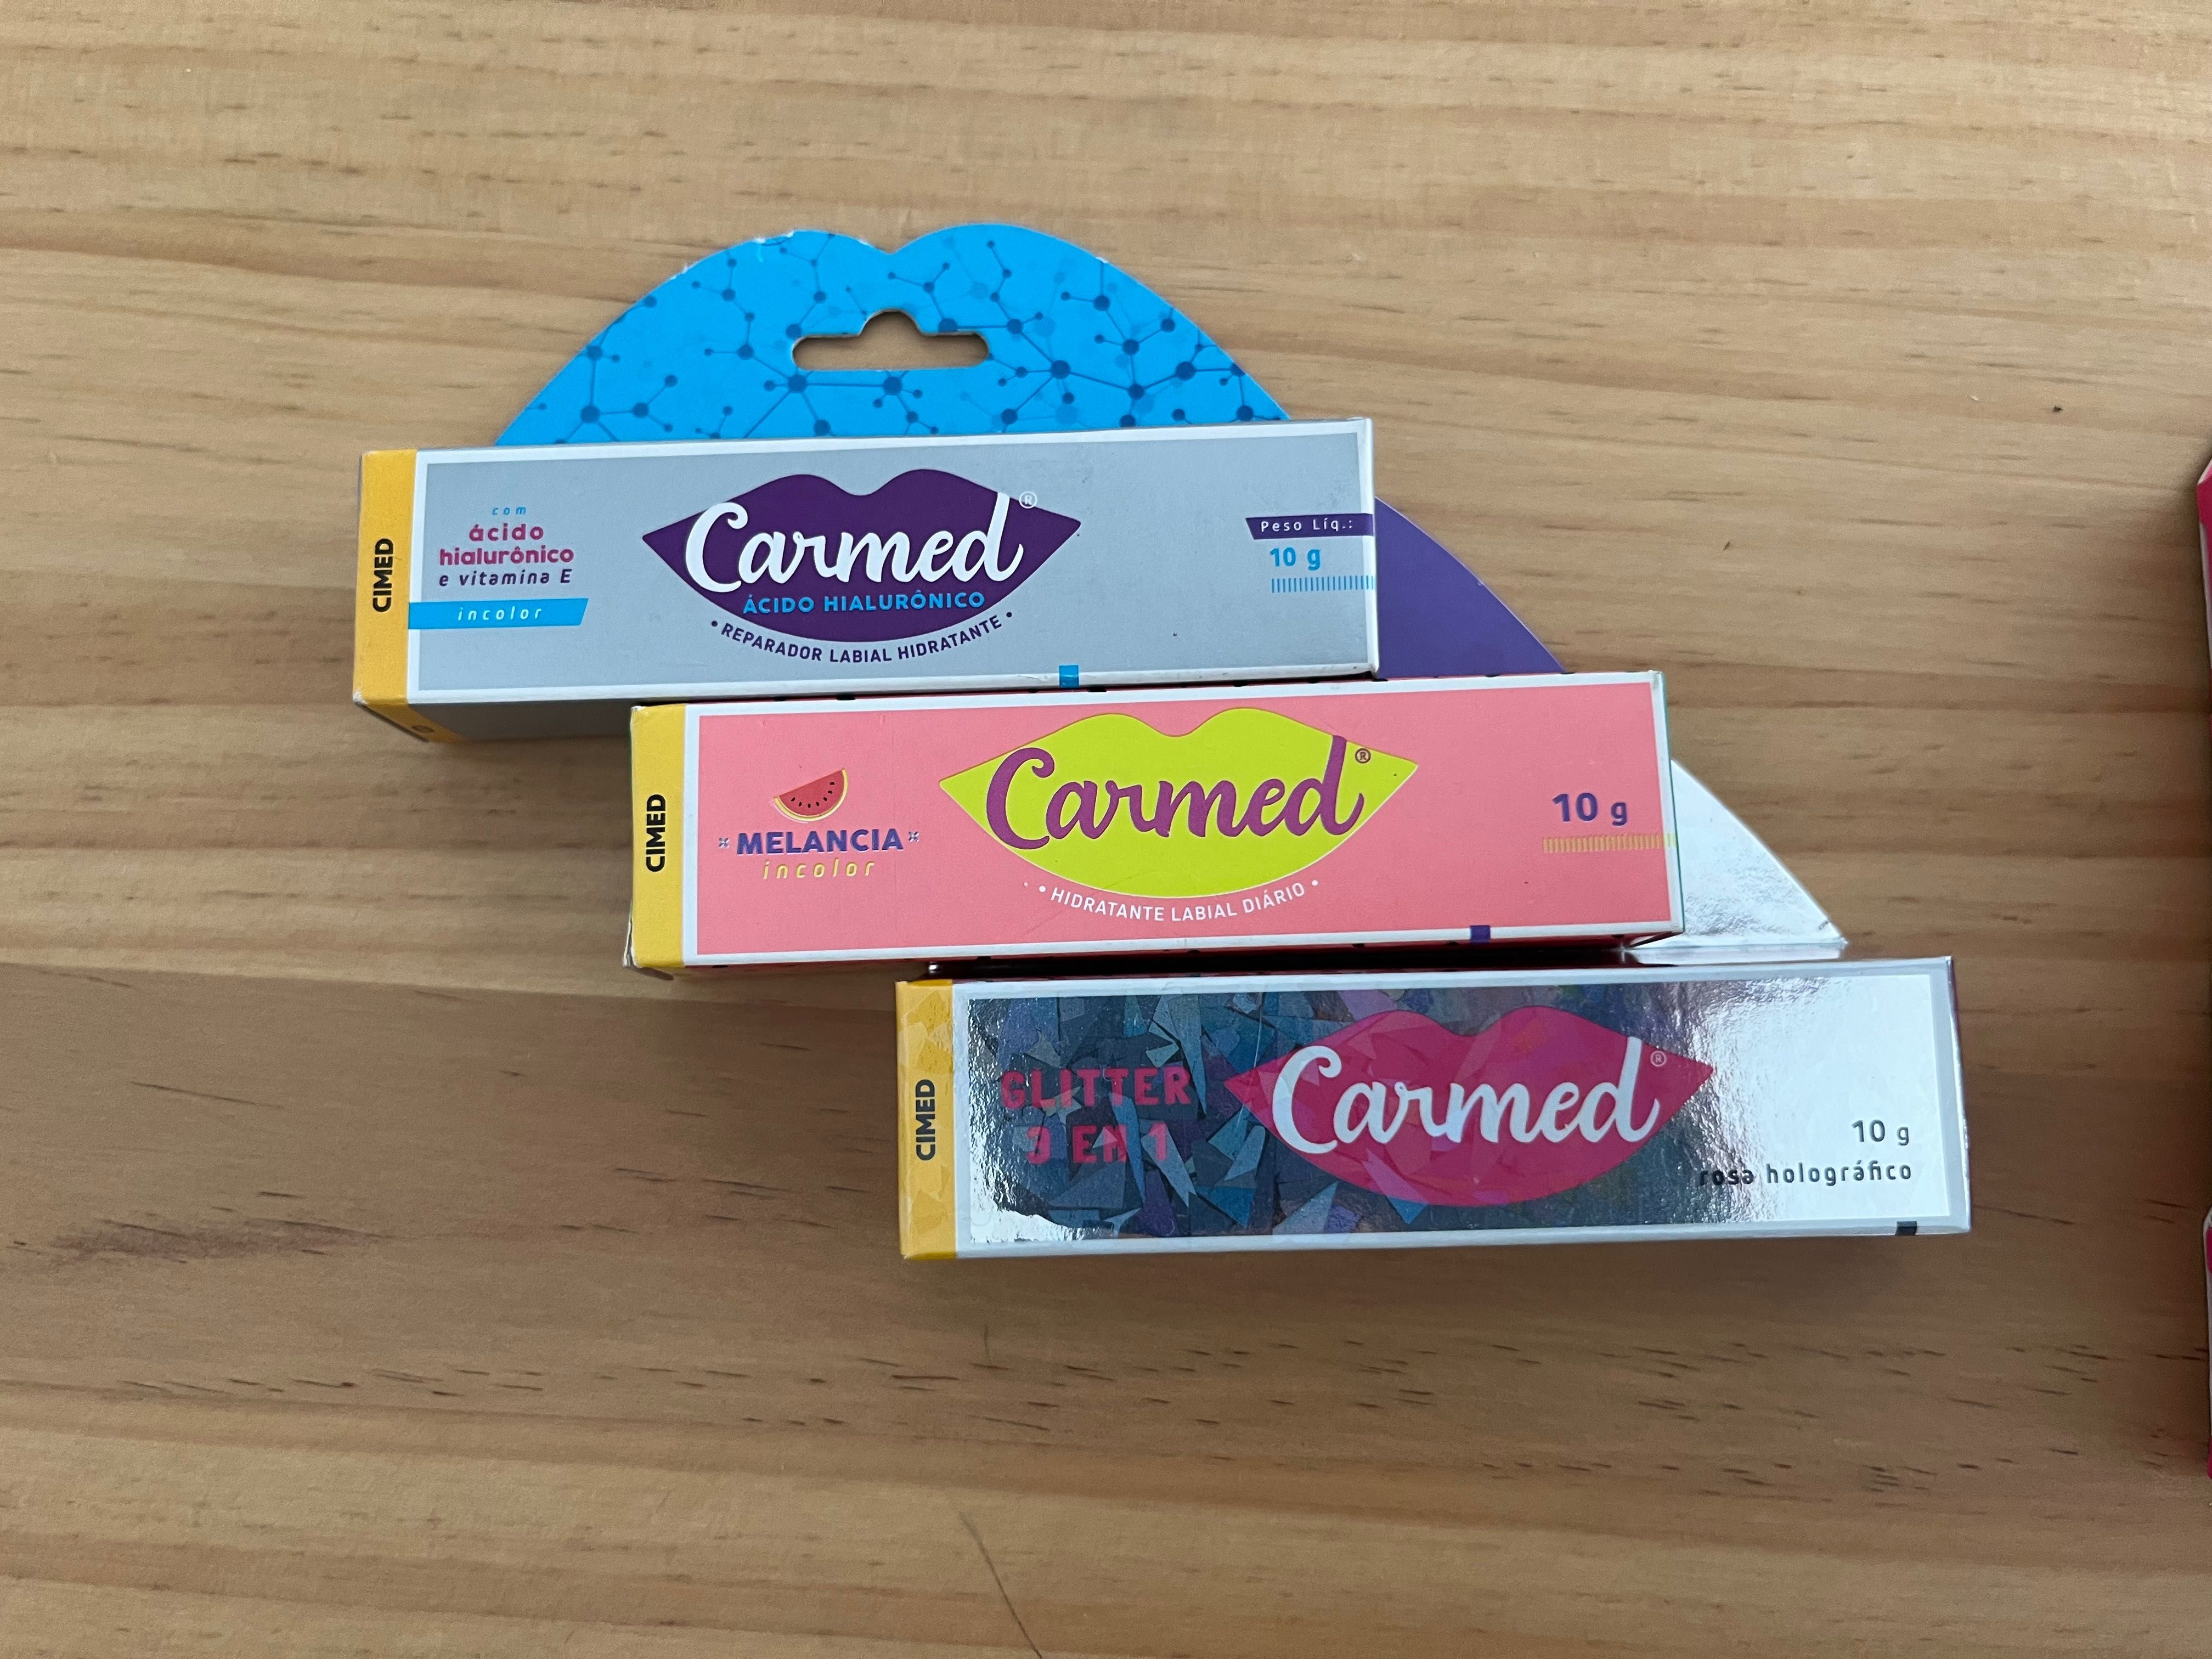 CIMED
com
ácido
hialurônico
e vitamina E
incolor
Carmed®
ÁCIDO HIALURÔNICO
• REPARADOR LABIAL HIDRATANTE •
Peso Líq.:
10 g
CIMED
MELANCIA
incolor
Carmed®
• HIDRATANTE LABIAL DIÁRIO •
10 g
CIMED
GLITTER
3 EM 1
Carmed®
10 g
rosa holográfico